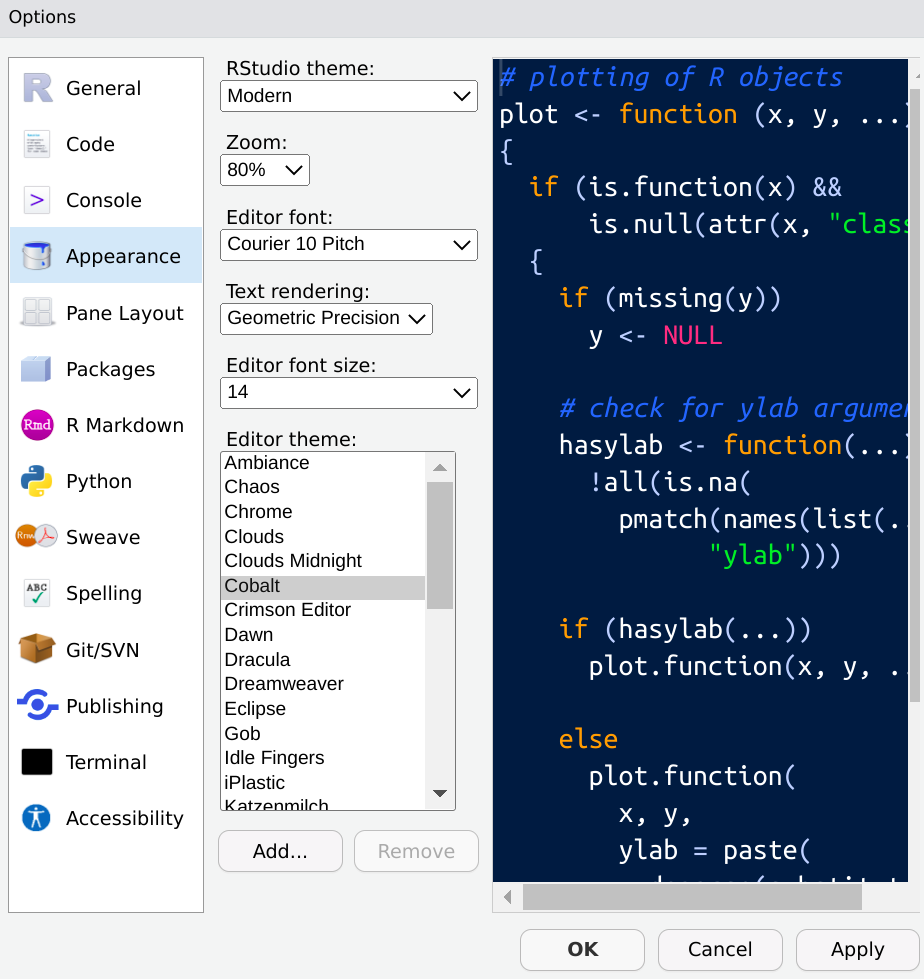 Options
General
Code
Console
Appearance
Pane Layout
Packages
Rmd R Markdown
Python
Rnw Sweave
ABC Spelling
Git/SVN
Publishing
Terminal
Accessibility
RStudio theme:
Modern
Zoom:
80%
Editor font:
Courier 10 Pitch
Text rendering:
Geometric Precision
Editor font size:
14
Editor theme:
Ambiance
Chaos
Chrome
Clouds
Clouds Midnight
Cobalt
Crimson Editor
Dawn
Dracula
Dreamweaver
Eclipse
Gob
Idle Fingers
iPlastic
Katzenmilch
Add...
Remove
# plotting of R objects
plot <- function (x, y, ...)
{
if (is.function(x) &&
is.null(attr(x, "class
{
if (missing(y))
y <- NULL
# check for ylab argumen
hasylab <- function(...)
!all(is.na(
pmatch(names(list(..
"ylab")))
if (hasylab(...))
plot.function(x, y, ..
else
plot.function(
x, y,
ylab = paste(
OK
Cancel
Apply